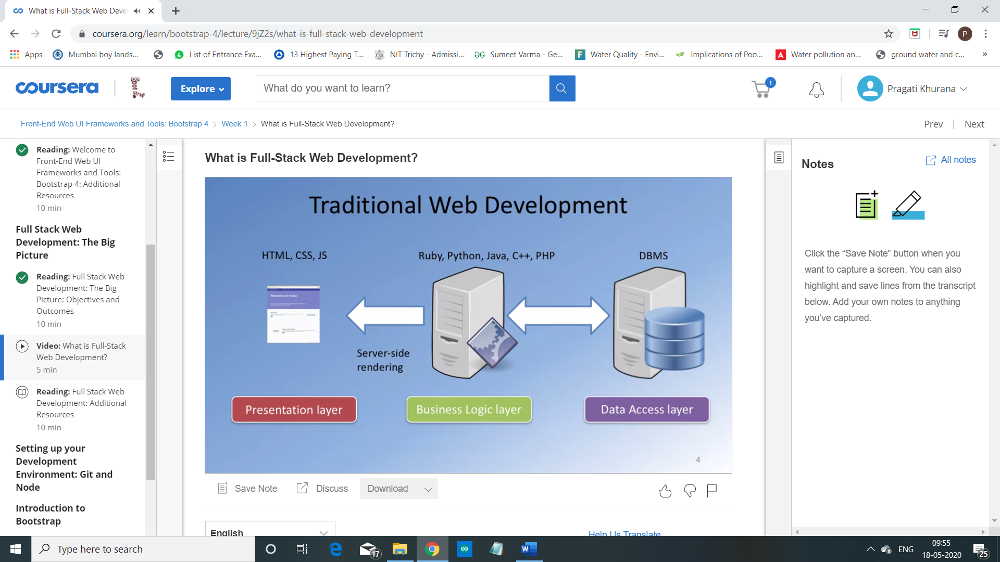 What is Full-Stack Web Deve
coursera.org/learn/bootstrap-4/lecture/9jZ2s/what-is-full-stack-web-development
P
Apps
Mumbai boy lands...
List of Entrance Exa...
13 Highest Paying T...
NIT Trichy - Admissi...
Sumeet Varma - Ge...
Water Quality - Envi...
Implications of Poo...
Water pollution an...
ground water and c...
»
coursera
Boot strap
Explore
What do you want to learn?
1
Pragati Khurana
Front-End Web UI Frameworks and Tools: Bootstrap 4 > Week 1 > What is Full-Stack Web Development?
Prev | Next
Reading: Welcome to
Front-End Web UI
Frameworks and Tools:
Bootstrap 4: Additional
Resources
10 min
Full Stack Web
Development: The Big
Picture
Reading: Full Stack Web
Development: The Big
Picture: Objectives and
Outcomes
10 min
Video: What is Full-Stack
Web Development?
5 min
Reading: Full Stack Web
Development: Additional
Resources
10 min
Setting up your
Development
Environment: Git and
Node
Introduction to
Bootstrap
What is Full-Stack Web Development?
Traditional Web Development
HTML, CSS, JS
Ruby, Python, Java, C++, PHP
DBMS
Ristorante con Fusion
Server-side
rendering
Presentation layer
Business Logic layer
Data Access layer
4
Save Note
Discuss
Download
English
Help Us Translate
Notes
All notes
Click the “Save Note” button when you
want to capture a screen. You can also
highlight and save lines from the transcript
below. Add your own notes to anything
you’ve captured.
Type here to search
17
ENG
09:55
18-05-2020
25